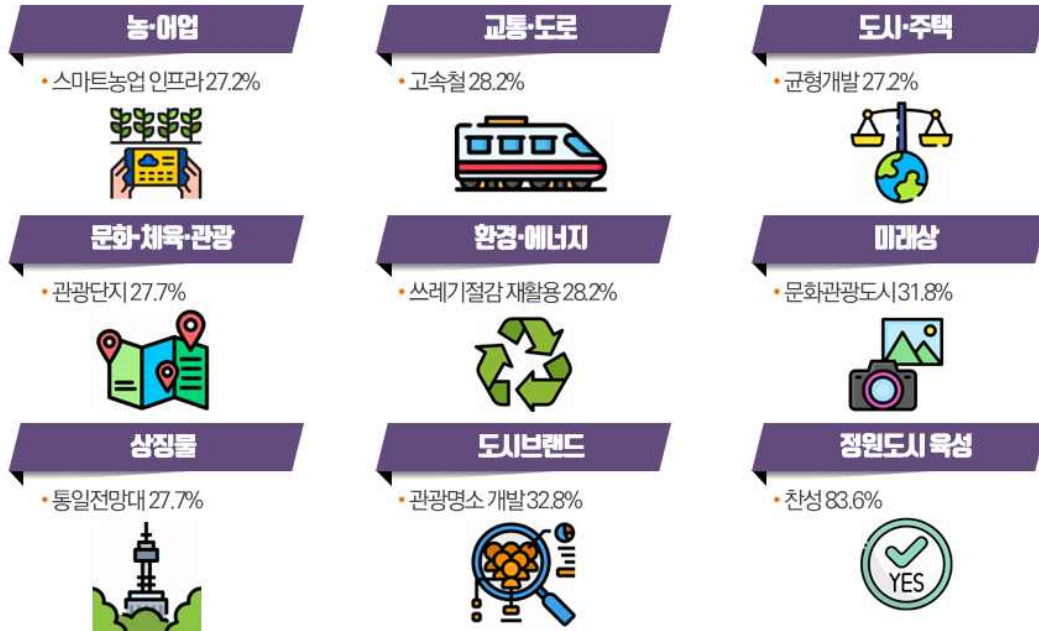 농·어업
교통·도로
도시·주택
• 스마트농업 인프라 27.2%
• 고속철 28.2%
• 균형개발 27.2%
문화·체육·관광
환경·에너지
미래상
• 관광단지 27.7%
• 쓰레기절감 재활용 28.2%
• 문화관광도시 31.8%
상징물
도시브랜드
정원도시 육성
• 통일전망대 27.7%
• 관광명소 개발 32.8%
• 찬성 83.6%
YES